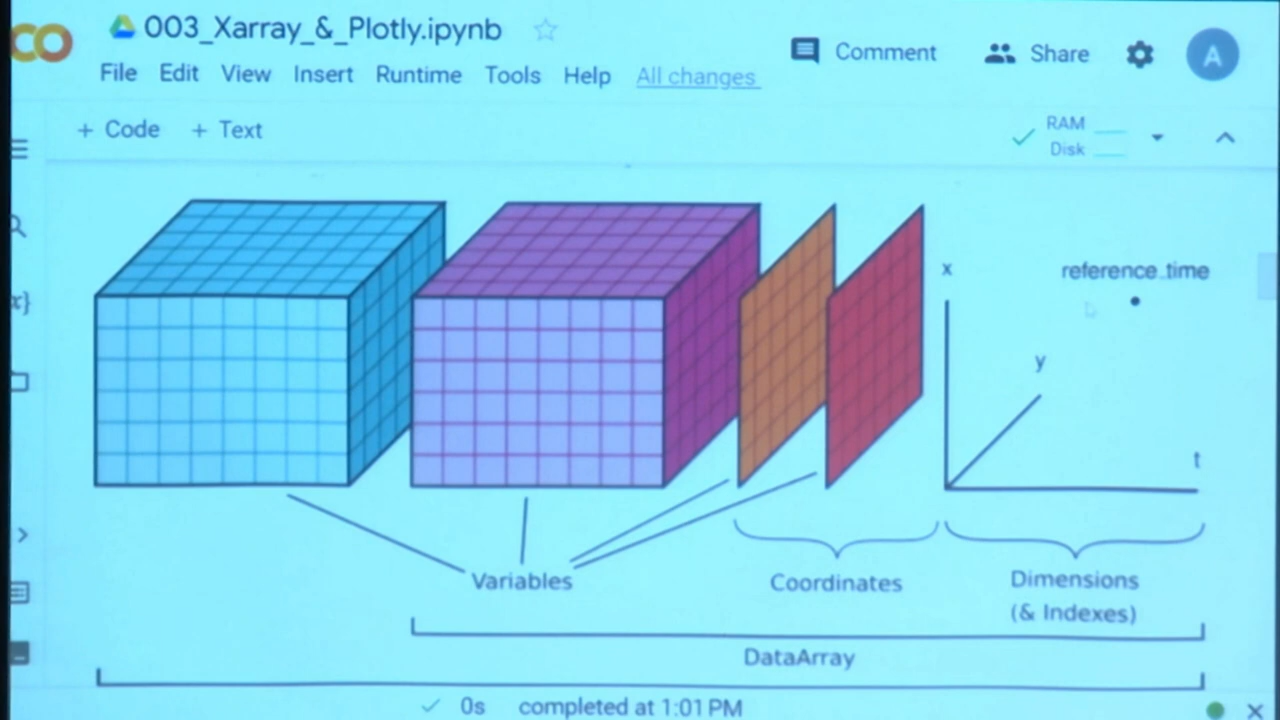 003_Xarray_&_Plotly.ipynb
Comment
Share
A
File Edit View Insert Runtime Tools Help All changes
+ Code + Text
RAM
Disk
x}
x
reference_time
y
t
Variables
Coordinates
Dimensions
(& Indexes)
DataArray
0s completed at 1:01 PM